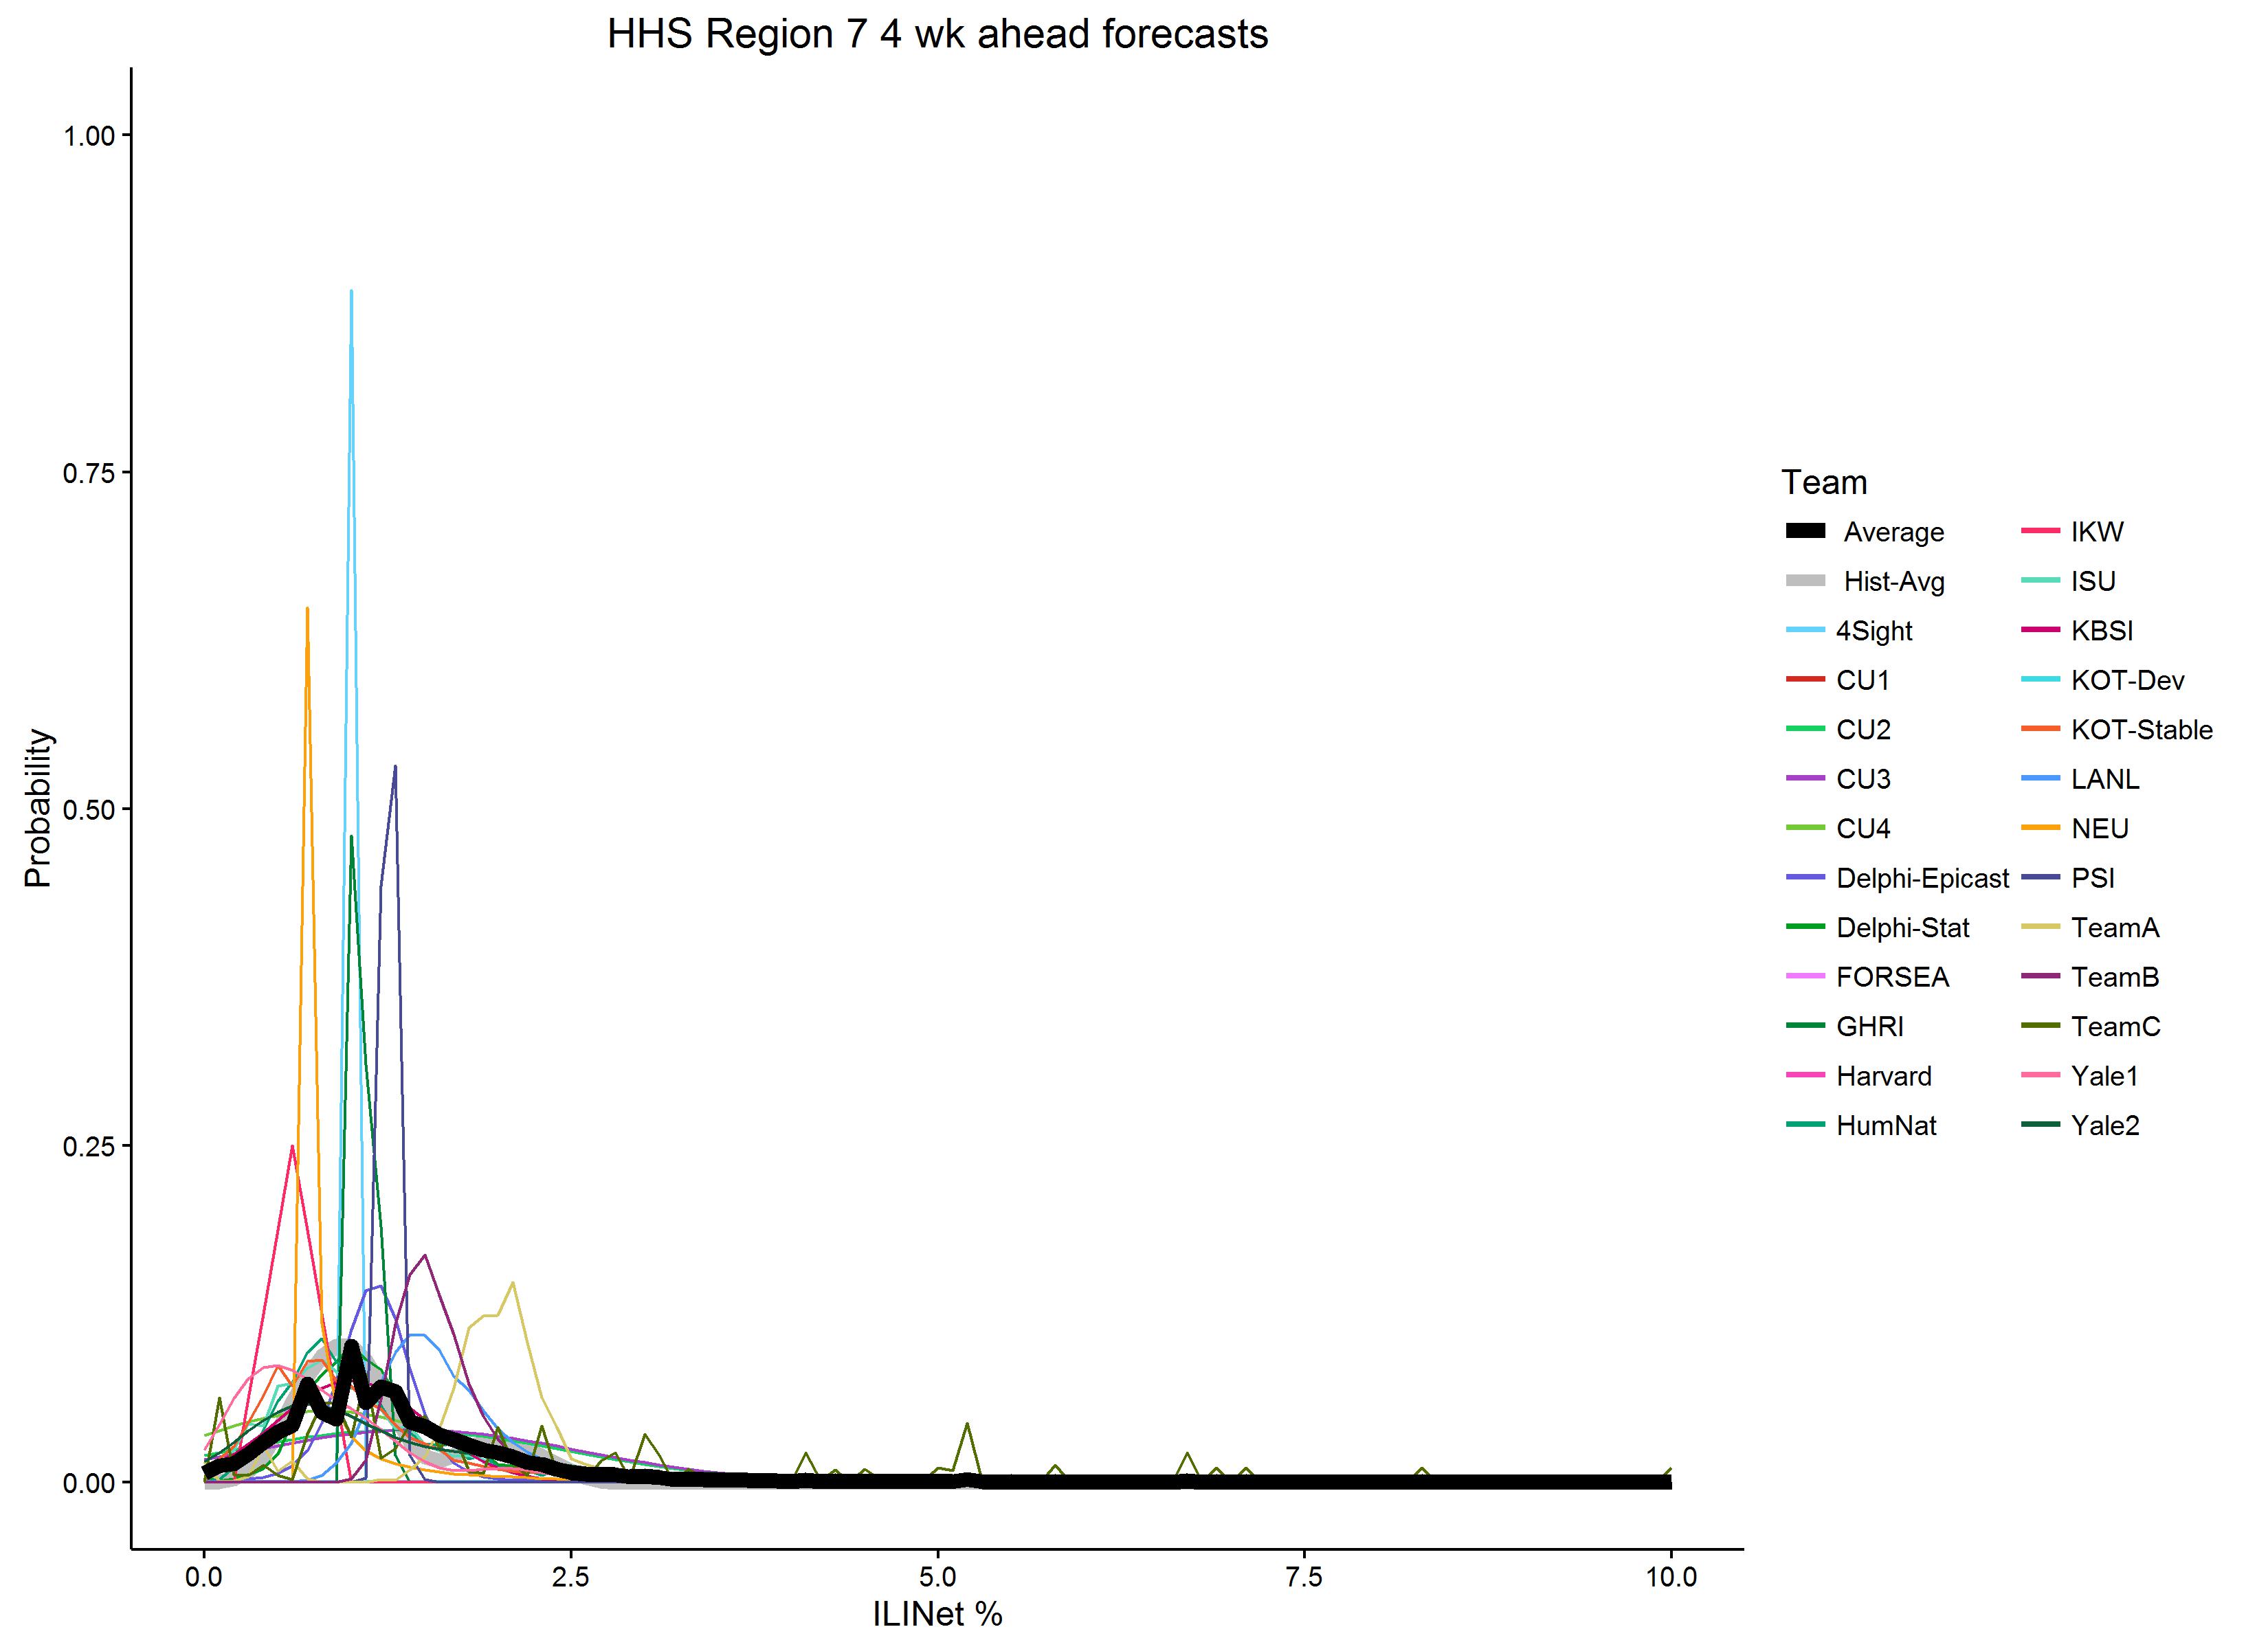 HHS Region 7 4 wk ahead forecasts
1.00
0.75
0.50
0.25
0.00
Probability
0.0 2.5 5.0 7.5 10.0
ILINet %
Team
Average
Hist-Avg
4Sight
CU1
CU2
CU3
CU4
Delphi-Epicast
Delphi-Stat
FORSEA
GHRI
Harvard
HumNat
IKW
ISU
KBSI
KOT-Dev
KOT-Stable
LANL
NEU
PSI
TeamA
TeamB
TeamC
Yale1
Yale2